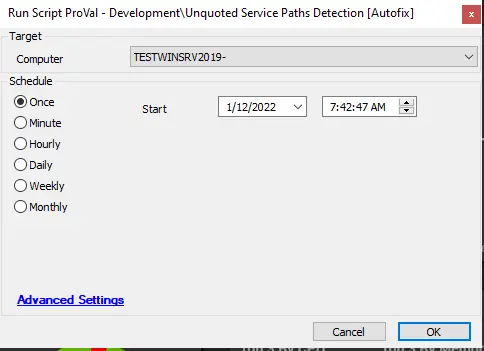 Run Script ProVal - Development\Unquoted Service Paths Detection [Autofix]
Target
Computer
TESTWINSRV2019-
Schedule
Once
Start
1/12/2022
7:42:47 AM
Minute
Hourly
Daily
Weekly
Monthly
Advanced Settings
Cancel
OK